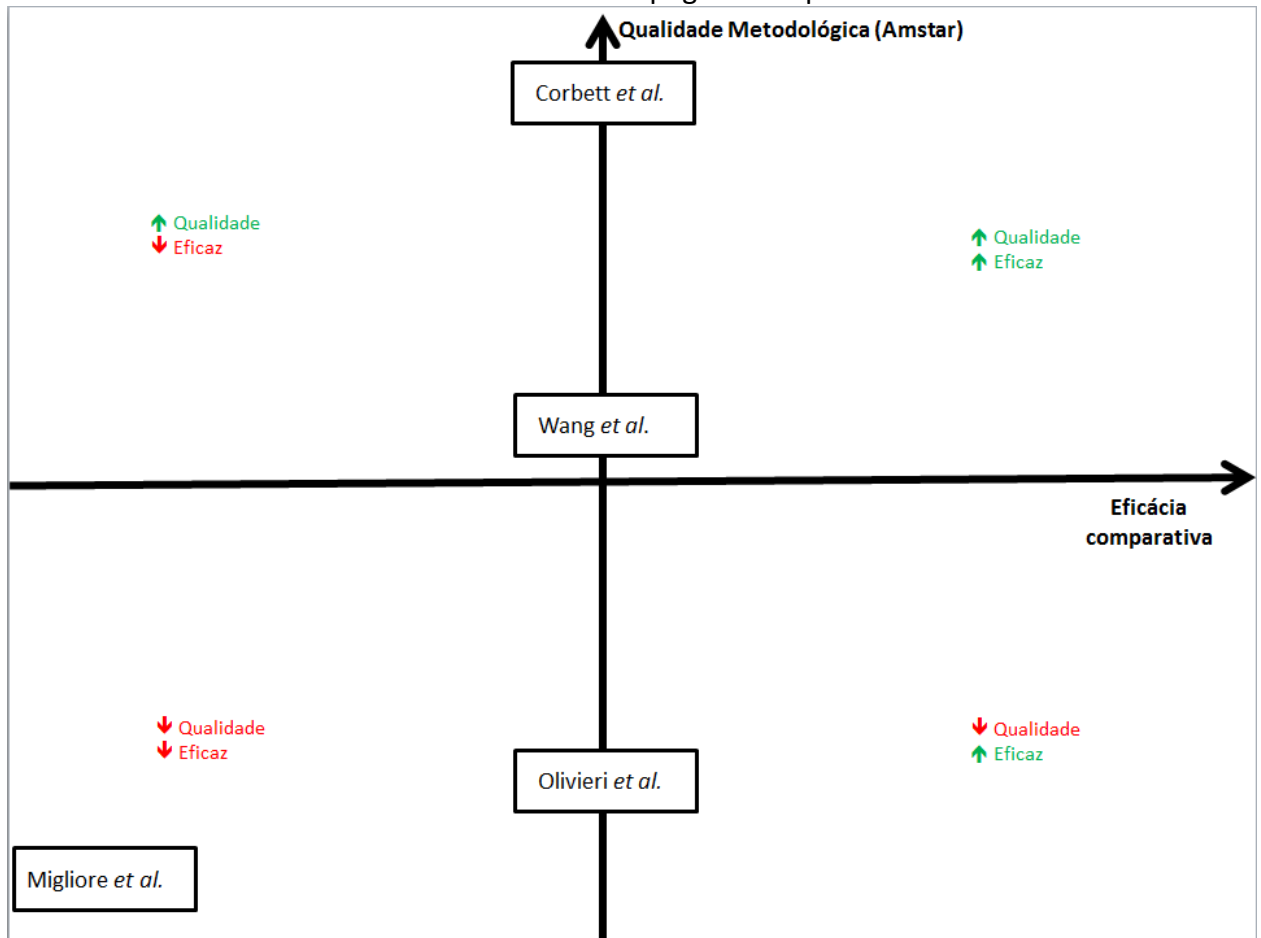 Qualidade Metodológica (Amstar)
Corbett et al.
↑ Qualidade
↓ Eficaz
↑ Qualidade
↑ Eficaz
Wang et al.
Eficácia
comparativa
↓ Qualidade
↓ Eficaz
↓ Qualidade
↑ Eficaz
Olivieri et al.
Migliore et al.